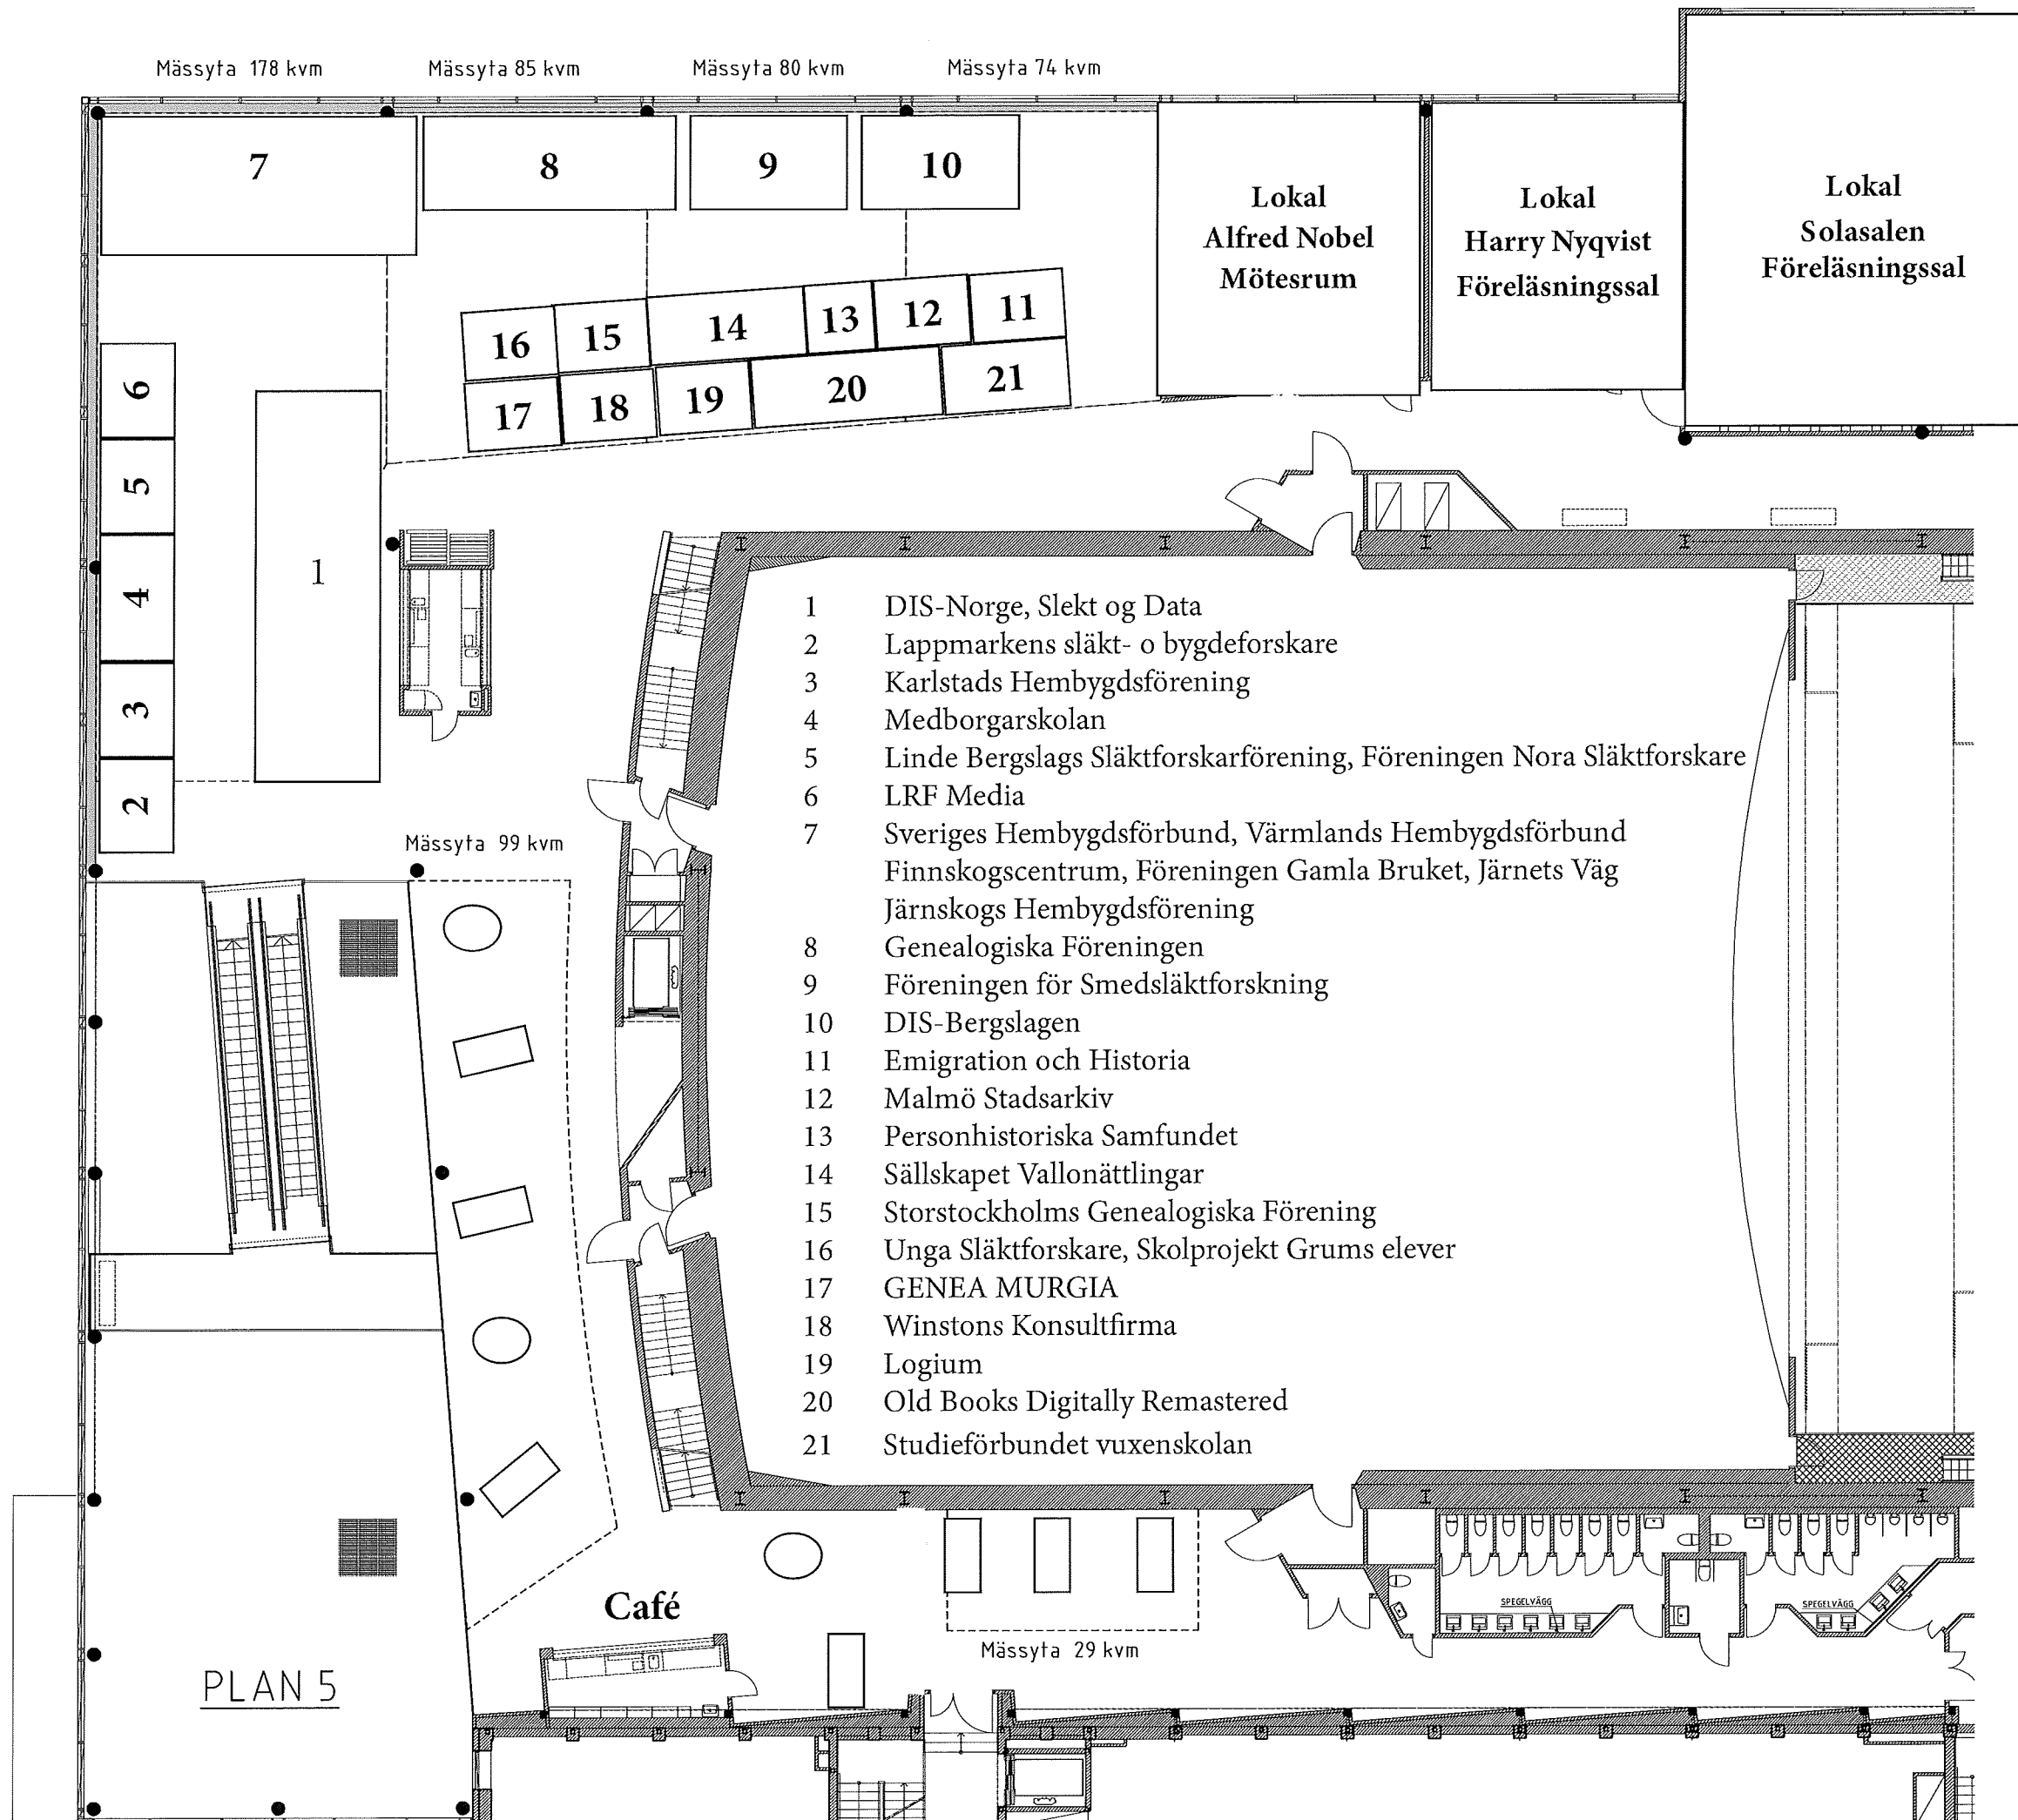 Mässyta 178 kvm
Mässyta 85 kvm
Mässyta 80 kvm
Mässyta 74 kvm
7
8
9
10
Lokal
Alfred Nobel
Mötesrum
Lokal
Harry Nyqvist
Föreläsningssal
Lokal
Solasalen
Föreläsningssal
16
15
14
13
12
11
17
18
19
20
21
6
5
4
3
2
1
Mässyta 99 kvm
1 DIS-Norge, Slekt og Data
2 Lappmarkens släkt- o bygdeforskare
3 Karlstads Hembygdsförening
4 Medborgarskolan
5 Linde Bergslags Släktforskarförening, Föreningen Nora Släktforskare
6 LRF Media
7 Sveriges Hembygdsförbund, Värmlands Hembygdsförbund
Finnskogscentrum, Föreningen Gamla Bruket, Järnets Väg
Järnskogs Hembygdsförening
8 Genealogiska Föreningen
9 Föreningen för Smedsläktforskning
10 DIS-Bergslagen
11 Emigration och Historia
12 Malmö Stadsarkiv
13 Personhistoriska Samfundet
14 Sällskapet Vallonättlingar
15 Storstockholms Genealogiska Förening
16 Unga Släktforskare, Skolprojekt Grums elever
17 GENEA MURGIA
18 Winstons Konsultfirma
19 Logium
20 Old Books Digitally Remastered
21 Studieförbundet vuxenskolan
Café
Mässyta 29 kvm
SPEGELVÄGG
SPEGELVÄGG
PLAN 5